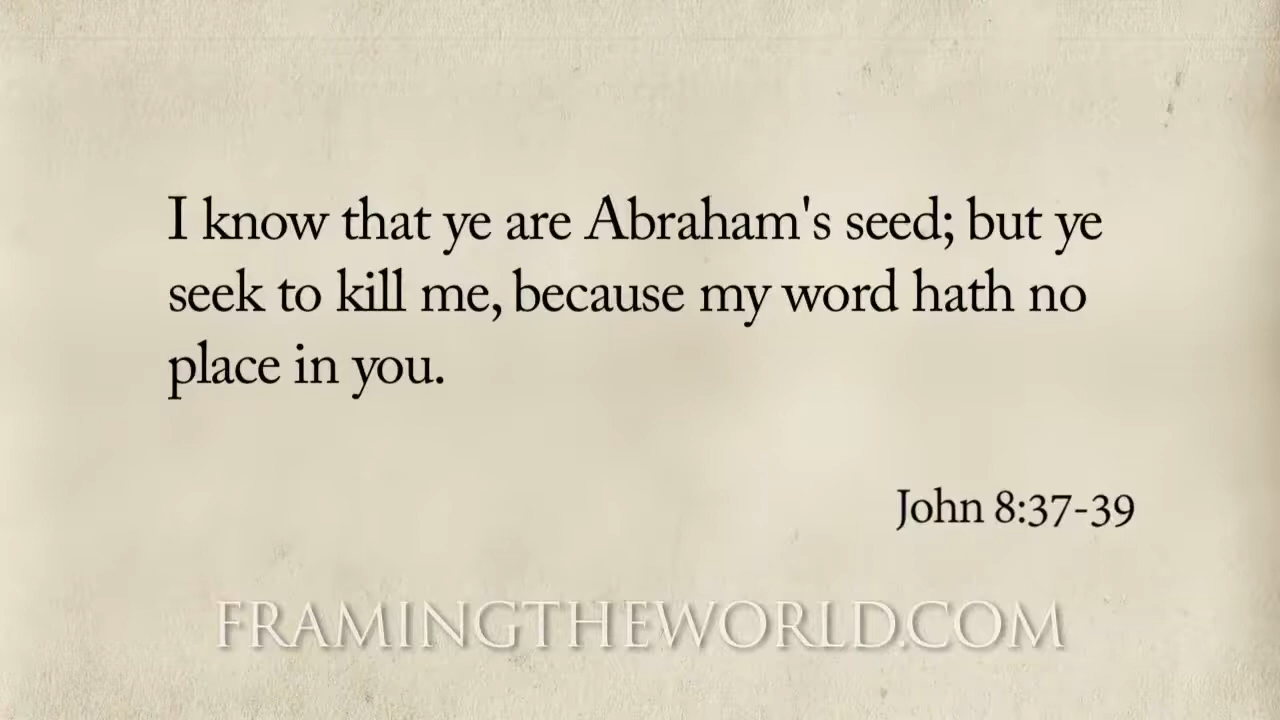 I know that ye are Abraham's seed; but ye
seek to kill me, because my word hath no
place in you.
John 8:37-39
FRAMINGTHEWORLD.COM